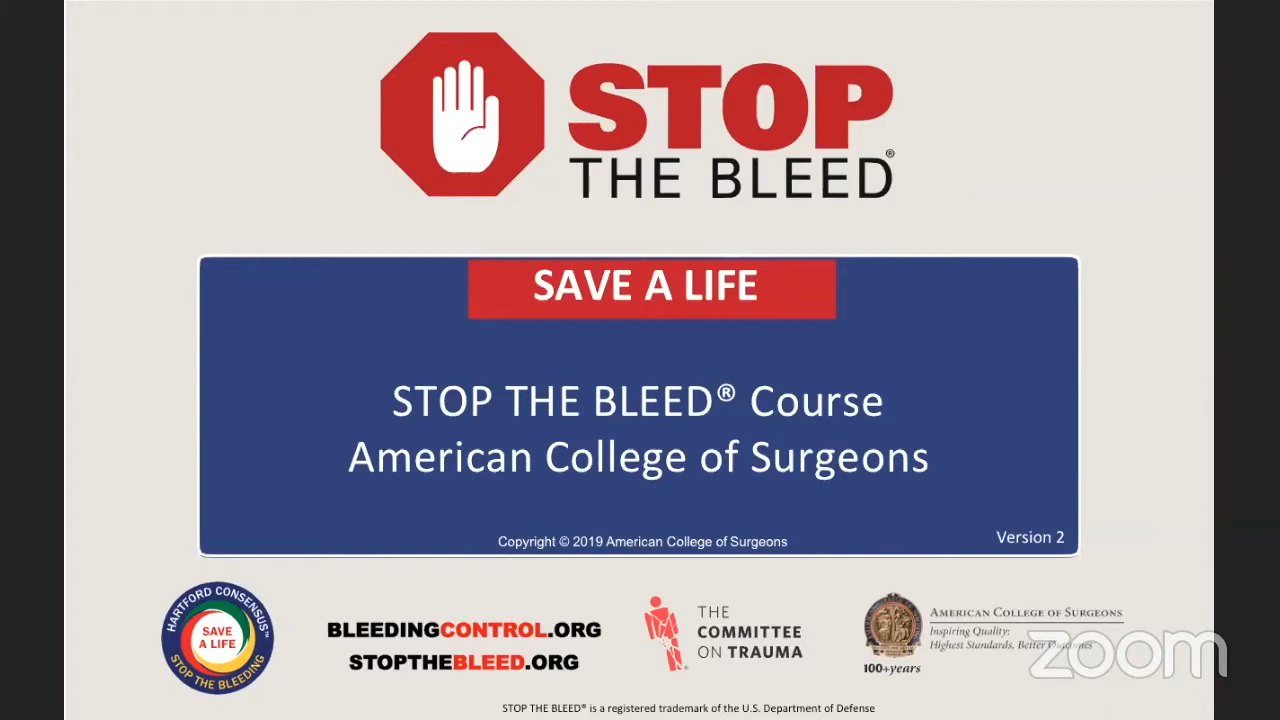 STOP
THE BLEED®
SAVE A LIFE
STOP THE BLEED® Course
American College of Surgeons
Copyright © 2019 American College of Surgeons
Version 2
HARTFORD CONSENSUS™
SAVE
A LIFE
STOP THE BLEEDING
BLEEDINGCONTROL.ORG
STOPTHEBLEED.ORG
THE
COMMITTEE
ON TRAUMA
AMERICAN COLLEGE OF SURGEONS
Inspiring Quality:
Highest Standards, Better Outcomes
100+years
zoom
STOP THE BLEED® is a registered trademark of the U.S. Department of Defense